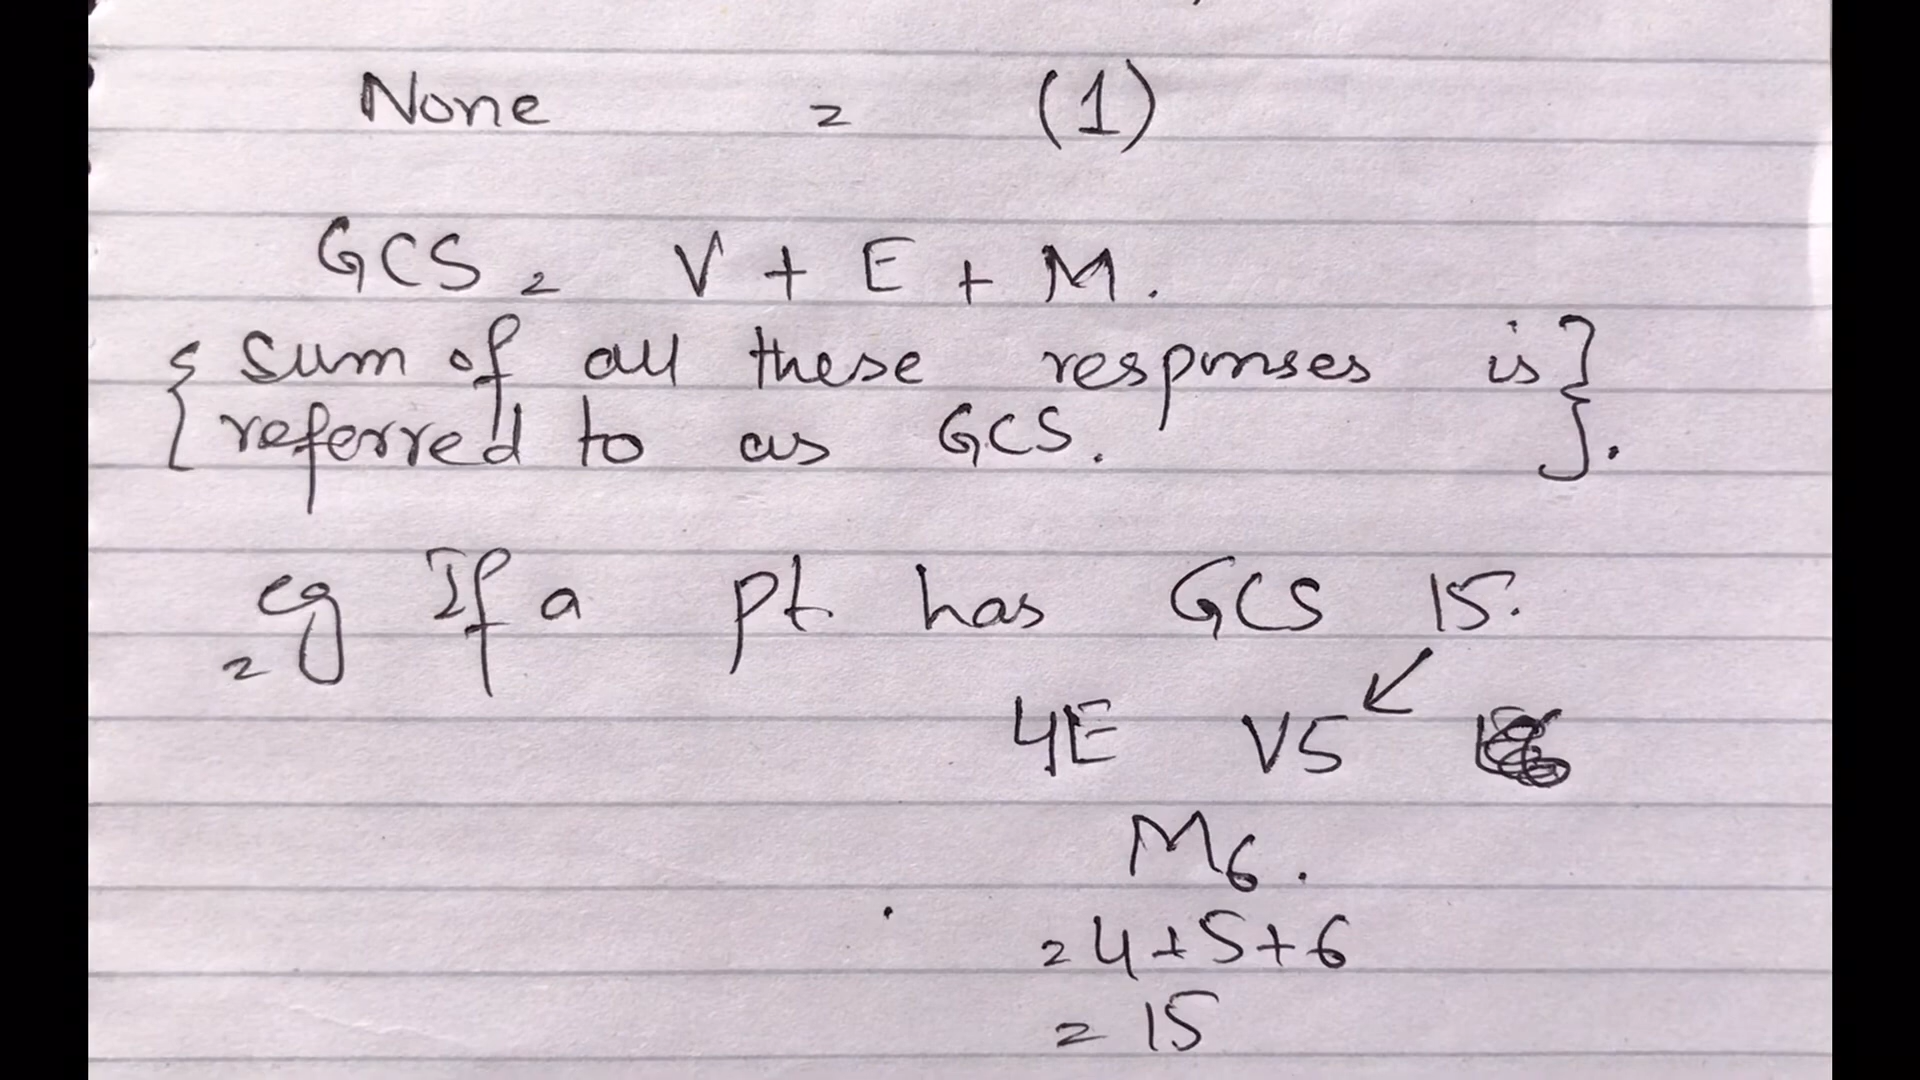 None = (1)
GCS = V + E + M.
{ sum of all these responses is }
{ referred to as GCS. }.
eg If a pt. has GCS 15.
4E V5
M6.
= 4+5+6
= 15